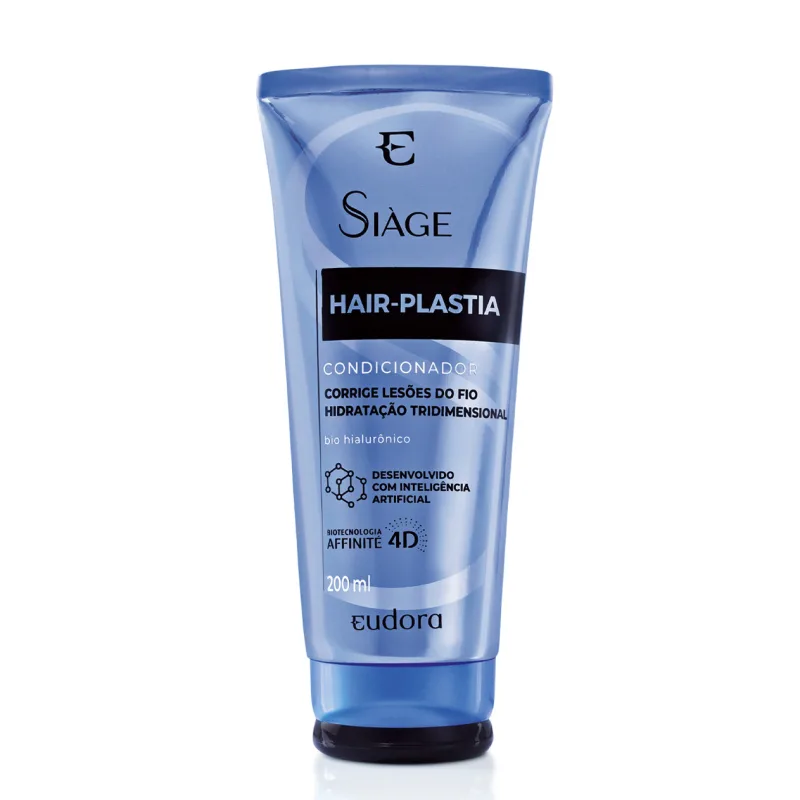 E
SIÀGE
HAIR-PLASTIA
CONDICIONADOR
CORRIGE LESÕES DO FIO
HIDRATAÇÃO TRIDIMENSIONAL
bio hialurônico
DESENVOLVIDO
COM INTELIGÊNCIA
ARTIFICIAL
BIOTECNOLOGIA
AFFINITÉ 4D
200 ml
eudora